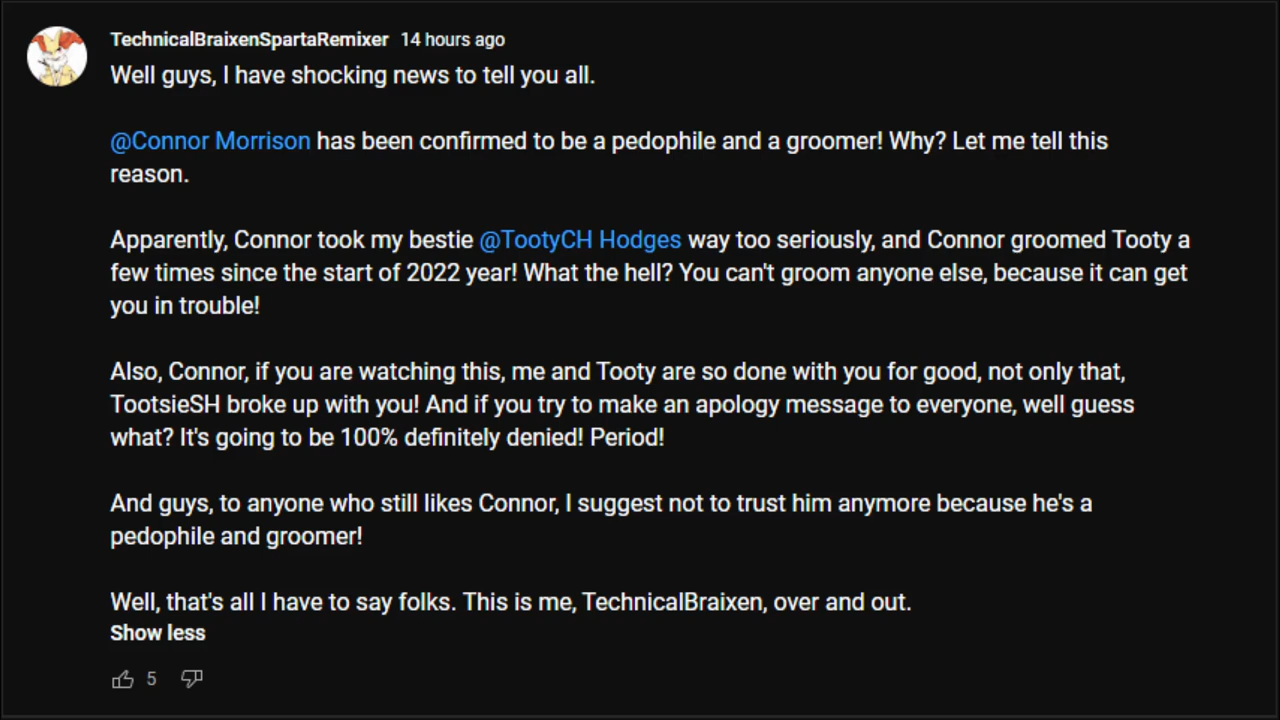 TechnicalBraixenSpartaRemixer 14 hours ago
Well guys, I have shocking news to tell you all.
@Connor Morrison has been confirmed to be a pedophile and a groomer! Why? Let me tell this
reason.
Apparently, Connor took my bestie @TootyCH Hodges way too seriously, and Connor groomed Tooty a
few times since the start of 2022 year! What the hell? You can't groom anyone else, because it can get
you in trouble!
Also, Connor, if you are watching this, me and Tooty are so done with you for good, not only that,
TootsieSH broke up with you! And if you try to make an apology message to everyone, well guess
what? It's going to be 100% definitely denied! Period!
And guys, to anyone who still likes Connor, I suggest not to trust him anymore because he's a
pedophile and groomer!
Well, that's all I have to say folks. This is me, TechnicalBraixen, over and out.
Show less
5